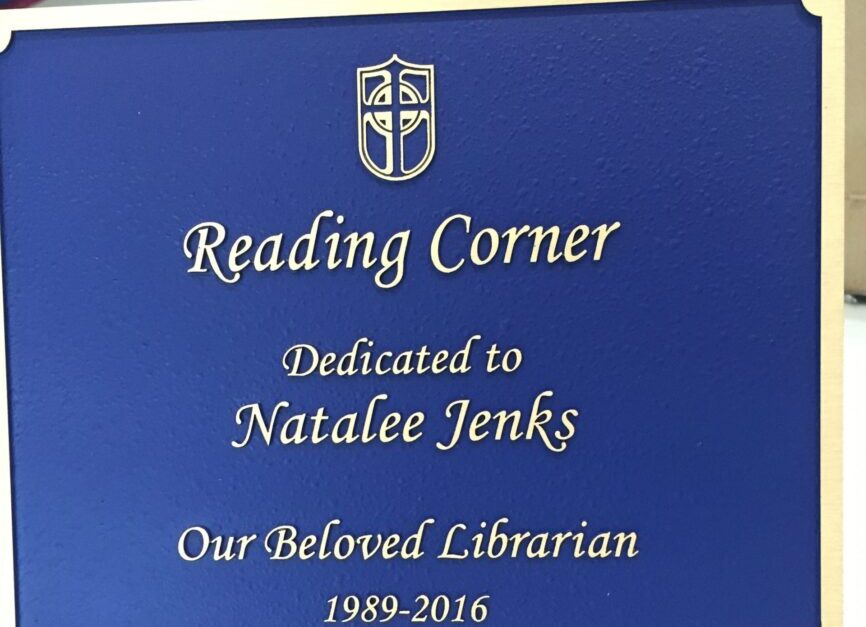 Reading Corner
Dedicated to
Natalee Jenks
Our Beloved Librarian
1989-2016